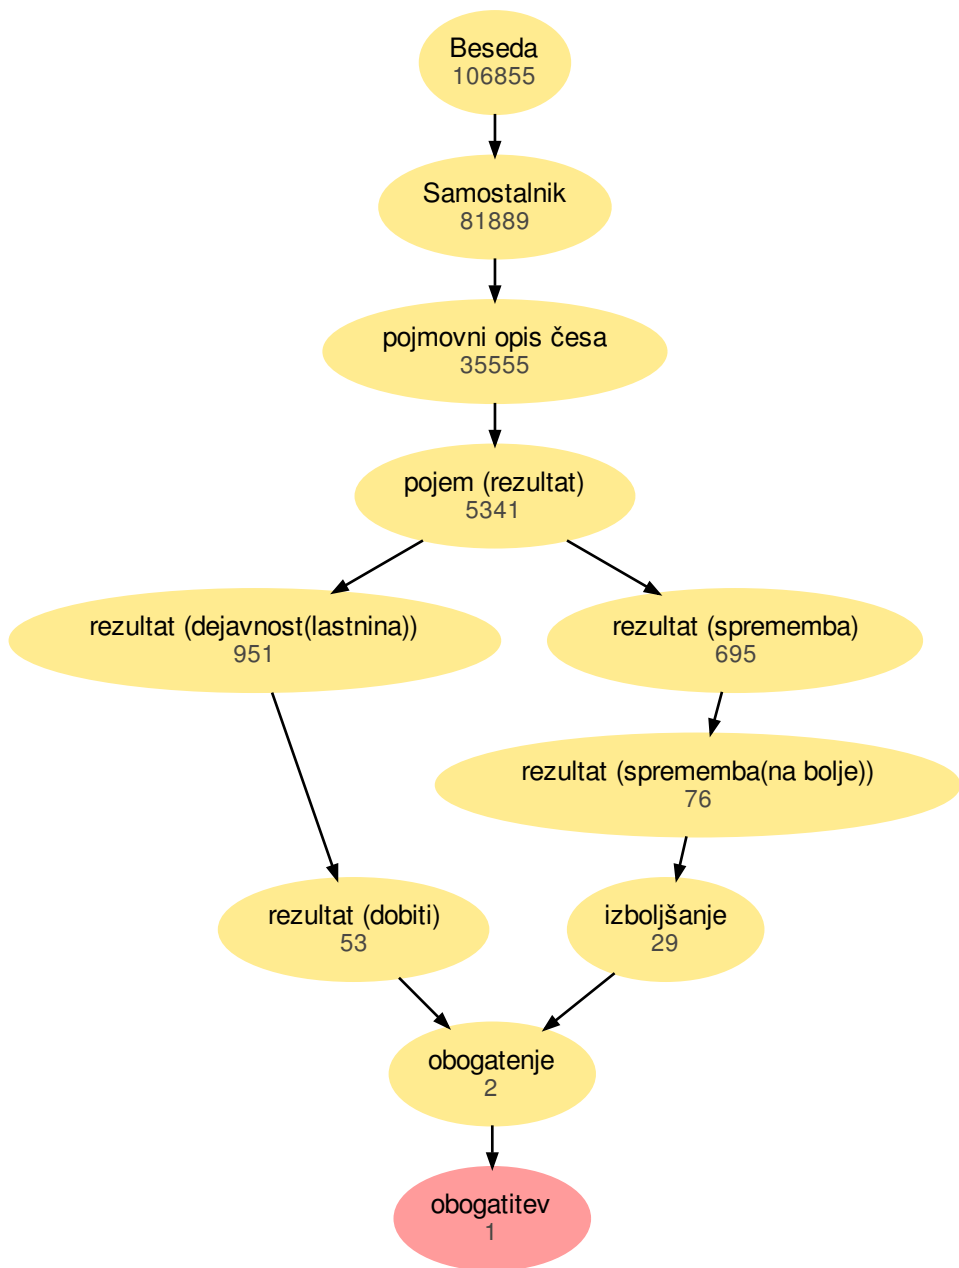 Beseda
106855
Samostalnik
81889
pojmovni opis česa
35555
pojem (rezultat)
5341
rezultat (dejavnost(lastnina))
951
rezultat (sprememba)
695
rezultat (sprememba(na bolje))
76
rezultat (dobiti)
53
izboljšanje
29
obogatenje
2
obogatitev
1